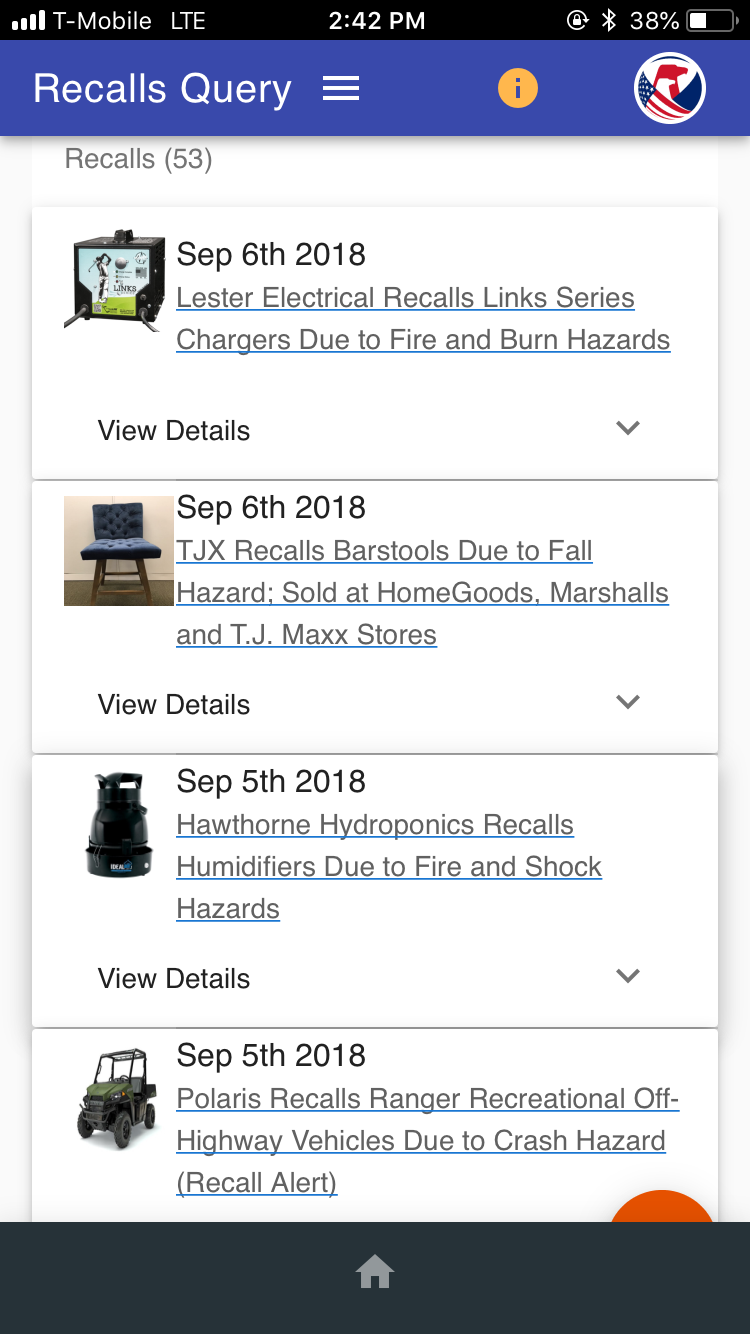 T-Mobile LTE 2:42 PM 38%
Recalls Query
i
Recalls (53)
LINKS
Sep 6th 2018
Lester Electrical Recalls Links Series
Chargers Due to Fire and Burn Hazards
View Details
Sep 6th 2018
TJX Recalls Barstools Due to Fall
Hazard; Sold at HomeGoods, Marshalls
and T.J. Maxx Stores
View Details
IDEAL
Sep 5th 2018
Hawthorne Hydroponics Recalls
Humidifiers Due to Fire and Shock
Hazards
View Details
Sep 5th 2018
Polaris Recalls Ranger Recreational Off-
Highway Vehicles Due to Crash Hazard
(Recall Alert)